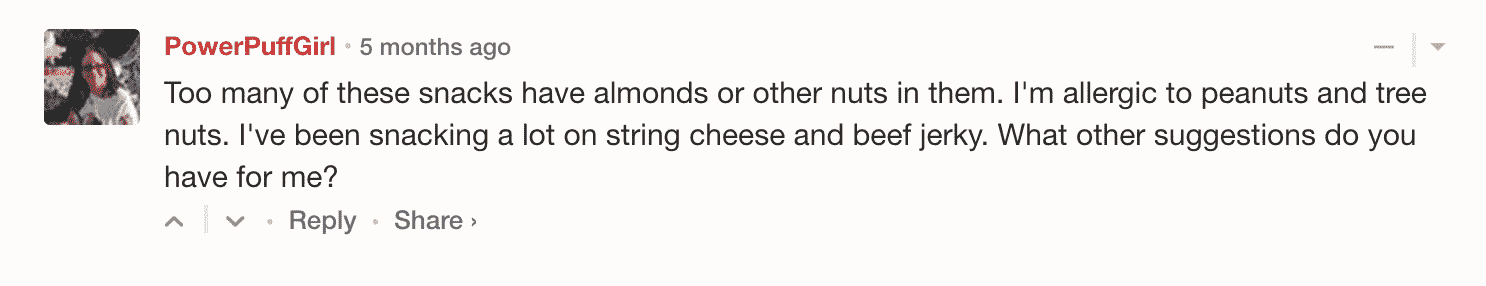 PowerPuffGirl • 5 months ago
Too many of these snacks have almonds or other nuts in them. I'm allergic to peanuts and tree
nuts. I've been snacking a lot on string cheese and beef jerky. What other suggestions do you
have for me?
• Reply • Share ›